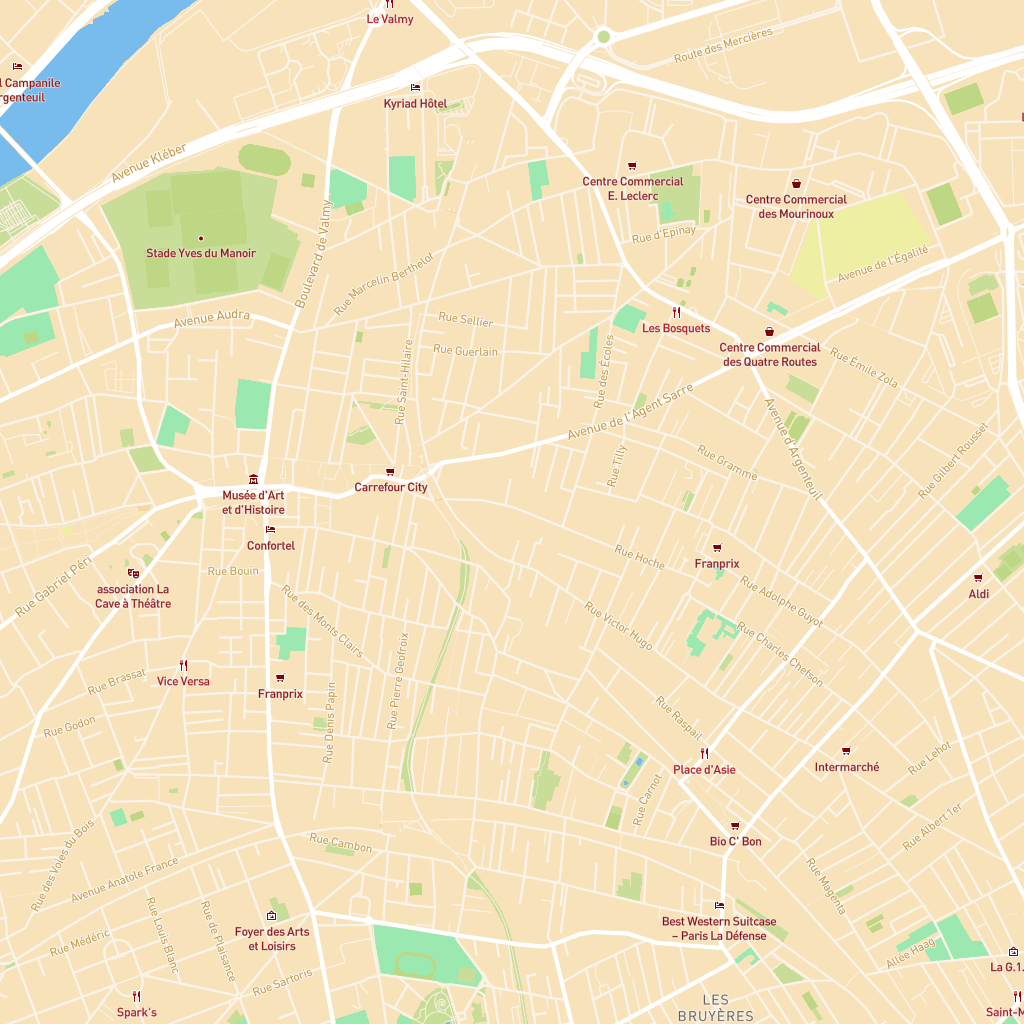 Le Valmy
Route des Mercières
Campanile
Kyriad Hôtel
Avenue Kléber
Centre Commercial
E. Leclerc
Centre Commercial
des Mourinoux
Stade Yves du Manoir
Boulevard de Valmy
Rue d'Epinay
Rue Marcelin Berthelot
Avenue de l'Égalité
Avenue Audra
Rue Sellier
Les Bosquets
Rue Guerlain
Rue Saint-Hilaire
Rue des Écoles
Centre Commercial
des Quatre Routes
Rue Émile Zola
Avenue de l'Agent Sarre
Avenue d'Argenteuil
Rue Tilly
Rue Gramme
Rue Gilbert Rousset
Carrefour City
Musée d'Art
et d'Histoire
Confortel
Rue Hoche
Franprix
Rue Bouin
Rue Gabriel Péri
association La
Cave à Théâtre
Rue des Monts Clairs
Rue Adolphe Guyot
Aldi
Rue Victor Hugo
Rue Charles Chefson
Rue Pierre Geofroix
Vice Versa
Rue Brassat
Franprix
Rue Denis Papin
Rue Godon
Rue Raspail
Place d'Asie
Intermarché
Rue Lehot
Rue Carnot
Rue Albert 1er
Bio C' Bon
Rue Cambon
Rue des Voies du Bois
Avenue Anatole France
Rue Magenta
Rue Louis Blanc
Rue de Plaisance
Foyer des Arts
et Loisirs
Best Western Suitcase
– Paris La Défense
Rue Médéric
Allée Haag
La G.1.
Rue Sartoris
Spark's
LES
BRUYÈRES
Saint-M